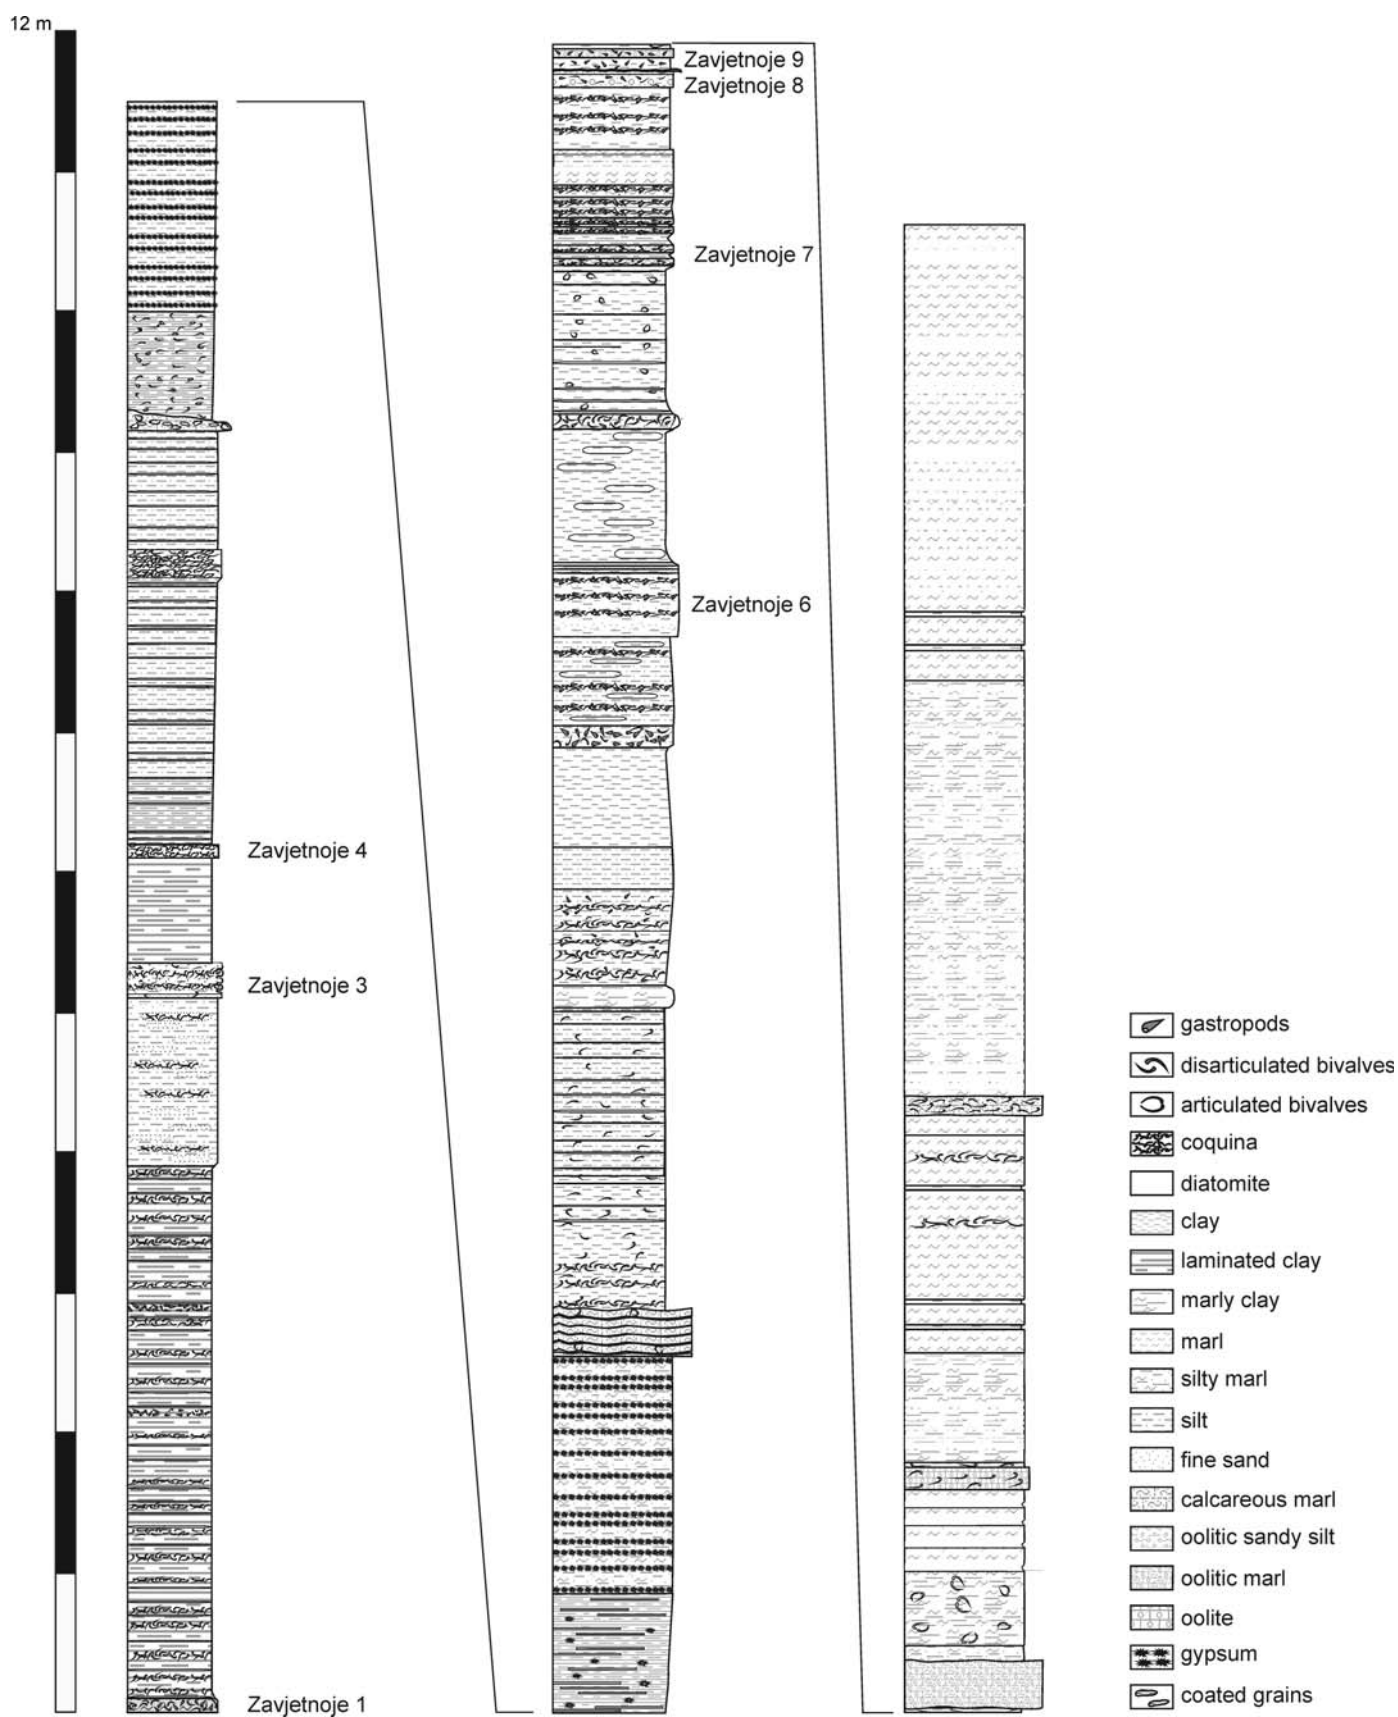 12 m
Zavjetnoje 9
Zavjetnoje 8
Zavjetnoje 7
Zavjetnoje 6
Zavjetnoje 4
Zavjetnoje 3
Zavjetnoje 1
gastropods
disarticulated bivalves
articulated bivalves
coquina
diatomite
clay
laminated clay
marly clay
marl
silty marl
silt
fine sand
calcareous marl
oolitic sandy silt
oolitic marl
oolite
gypsum
coated grains